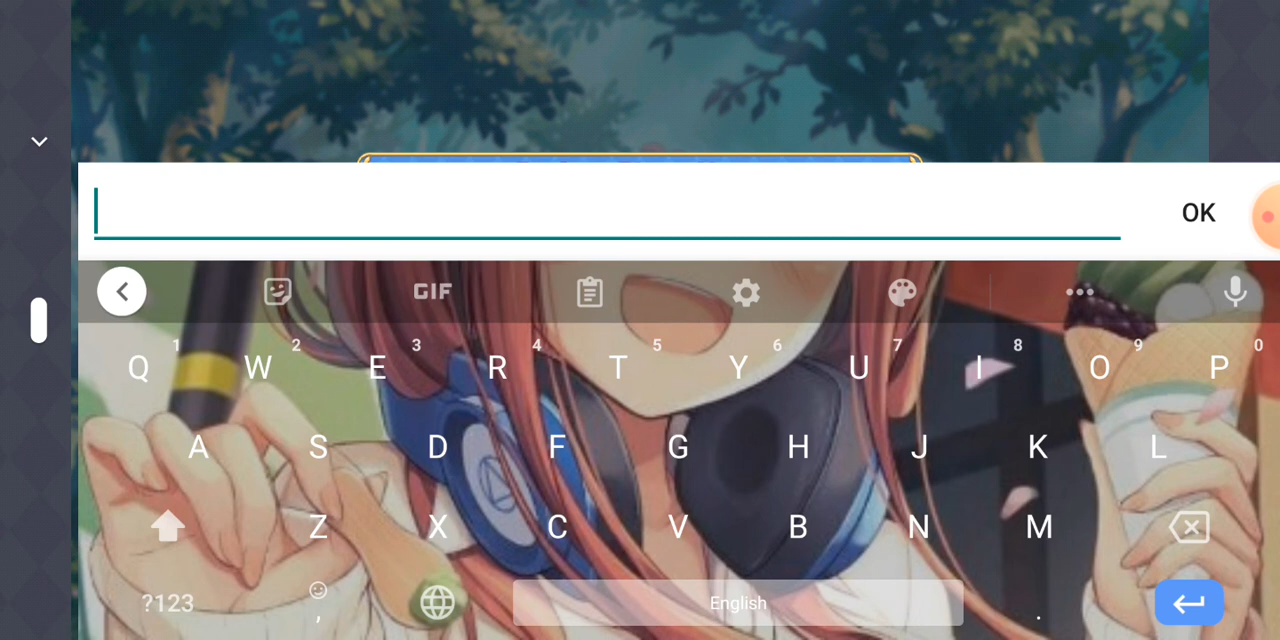 OK
GIF
1 2 3 4 5 6 7 8 9 0
Q W E R T Y U I O P
A S D F G H J K L
Z X C V B N M
?123 , English .